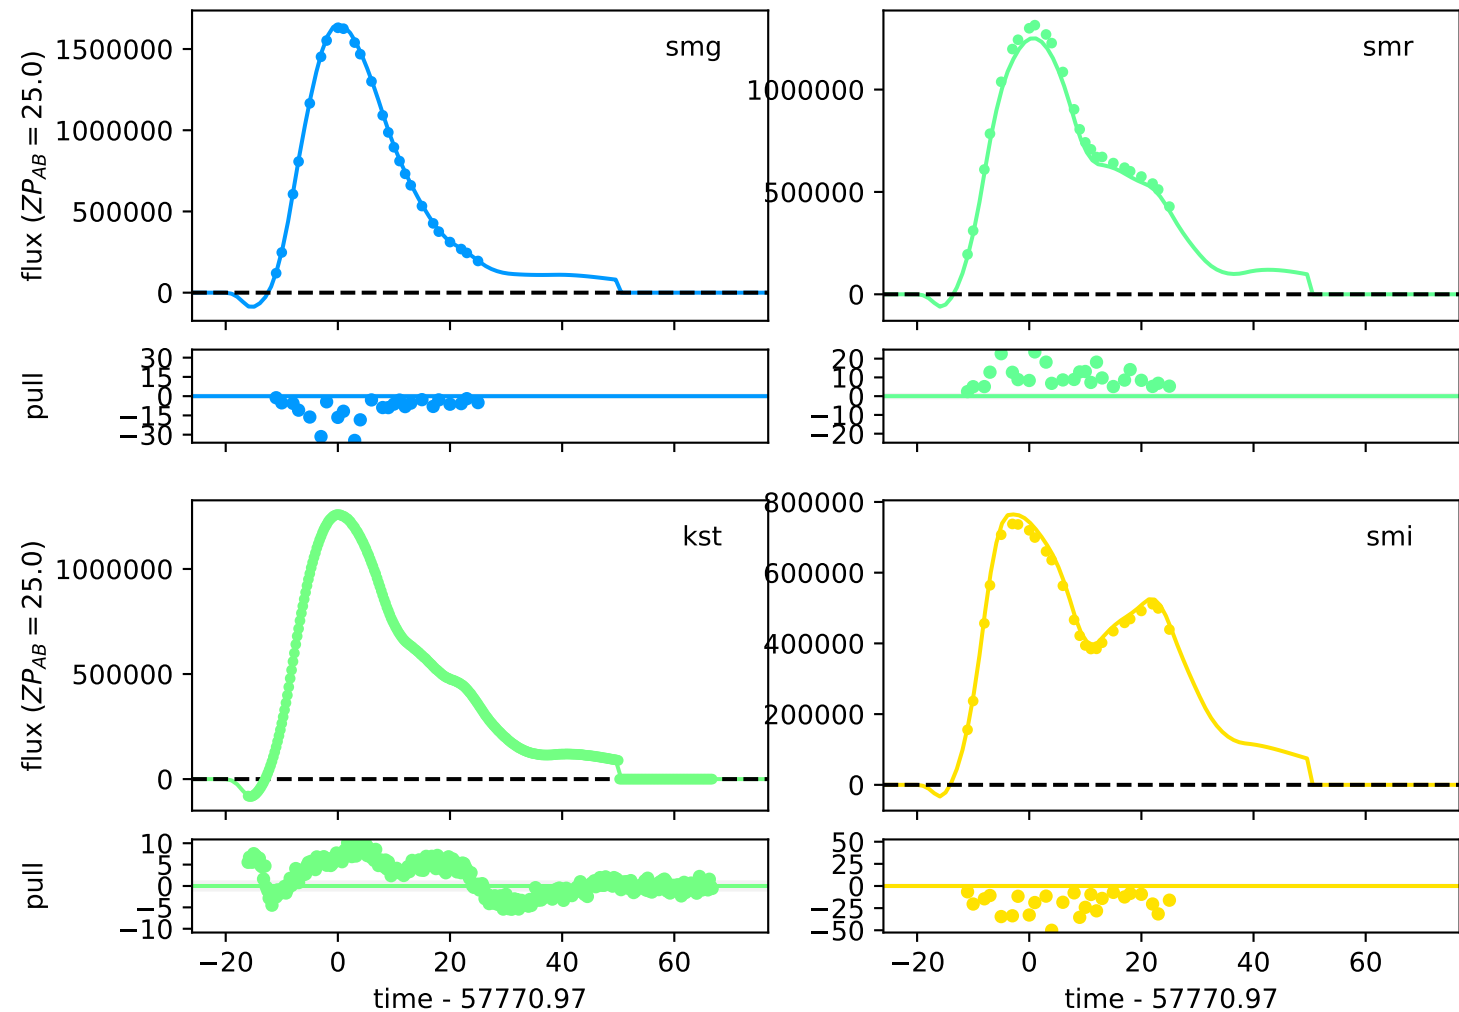 smg
flux (ZP_AB = 25.0)
1500000
1000000
500000
0
smr
1000000
500000
0
pull
30
15
0
−15
−30
20
10
0
−10
−20
kst
flux (ZP_AB = 25.0)
1000000
500000
0
smi
800000
600000
400000
200000
0
pull
10
5
0
−5
−10
50
25
0
−25
−50
−20 0 20 40 60
time - 57770.97
−20 0 20 40 60
time - 57770.97